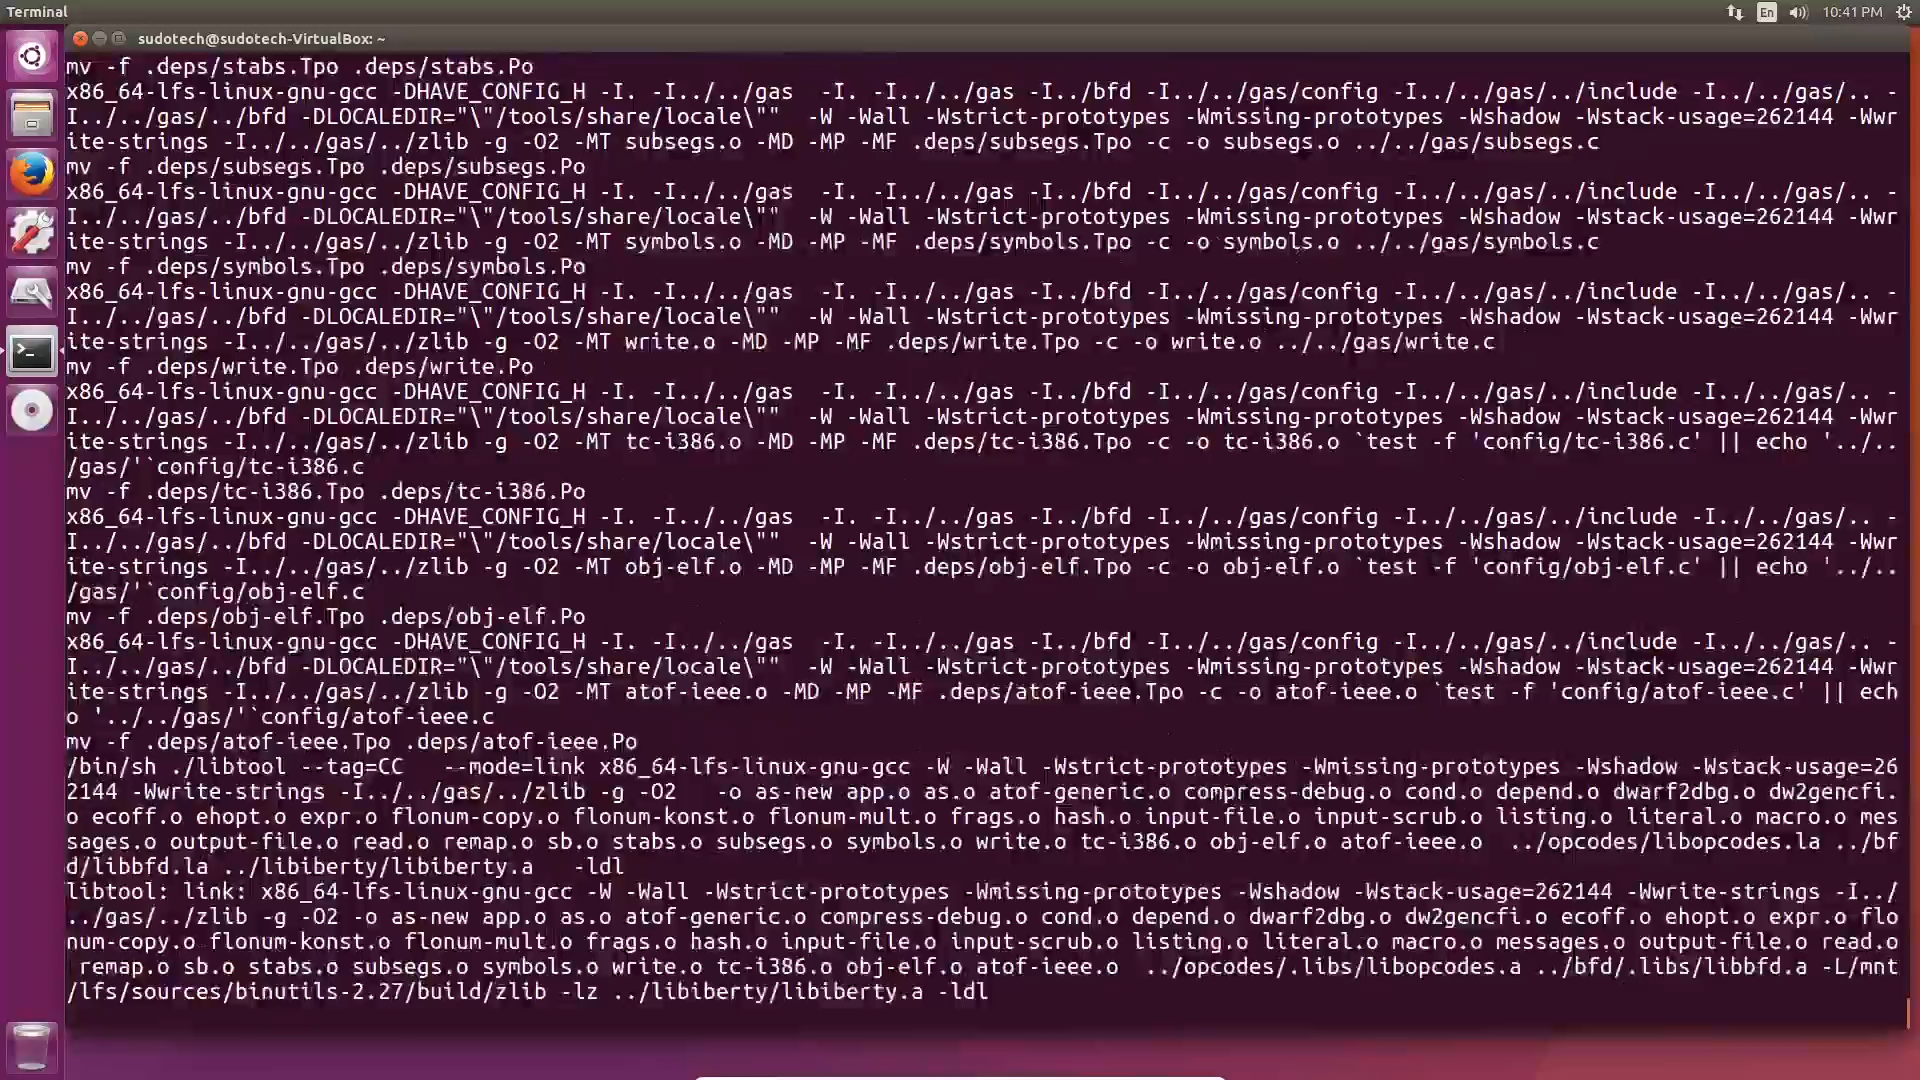 Terminal
En
10:41 PM
sudotech@sudotech-VirtualBox: ~
mv -f .deps/stabs.Tpo .deps/stabs.Po
x86_64-lfs-linux-gnu-gcc -DHAVE_CONFIG_H -I. -I../../gas  -I. -I../../gas -I../bfd -I../../gas/config -I../../gas/../include -I../../gas/.. -
I../../gas/../bfd -DLOCALEDIR="\"/tools/share/locale\""  -W -Wall -Wstrict-prototypes -Wmissing-prototypes -Wshadow -Wstack-usage=262144 -Wwr
ite-strings -I../../gas/../zlib -g -O2 -MT subsegs.o -MD -MP -MF .deps/subsegs.Tpo -c -o subsegs.o ../../gas/subsegs.c
mv -f .deps/subsegs.Tpo .deps/subsegs.Po
x86_64-lfs-linux-gnu-gcc -DHAVE_CONFIG_H -I. -I../../gas  -I. -I../../gas -I../bfd -I../../gas/config -I../../gas/../include -I../../gas/.. -
I../../gas/../bfd -DLOCALEDIR="\"/tools/share/locale\""  -W -Wall -Wstrict-prototypes -Wmissing-prototypes -Wshadow -Wstack-usage=262144 -Wwr
ite-strings -I../../gas/../zlib -g -O2 -MT symbols.o -MD -MP -MF .deps/symbols.Tpo -c -o symbols.o ../../gas/symbols.c
mv -f .deps/symbols.Tpo .deps/symbols.Po
x86_64-lfs-linux-gnu-gcc -DHAVE_CONFIG_H -I. -I../../gas  -I. -I../../gas -I../bfd -I../../gas/config -I../../gas/../include -I../../gas/.. -
I../../gas/../bfd -DLOCALEDIR="\"/tools/share/locale\""  -W -Wall -Wstrict-prototypes -Wmissing-prototypes -Wshadow -Wstack-usage=262144 -Wwr
ite-strings -I../../gas/../zlib -g -O2 -MT write.o -MD -MP -MF .deps/write.Tpo -c -o write.o ../../gas/write.c
mv -f .deps/write.Tpo .deps/write.Po
x86_64-lfs-linux-gnu-gcc -DHAVE_CONFIG_H -I. -I../../gas  -I. -I../../gas -I../bfd -I../../gas/config -I../../gas/../include -I../../gas/.. -
I../../gas/../bfd -DLOCALEDIR="\"/tools/share/locale\""  -W -Wall -Wstrict-prototypes -Wmissing-prototypes -Wshadow -Wstack-usage=262144 -Wwr
ite-strings -I../../gas/../zlib -g -O2 -MT tc-i386.o -MD -MP -MF .deps/tc-i386.Tpo -c -o tc-i386.o `test -f 'config/tc-i386.c' || echo '../..
/gas/'`config/tc-i386.c
mv -f .deps/tc-i386.Tpo .deps/tc-i386.Po
x86_64-lfs-linux-gnu-gcc -DHAVE_CONFIG_H -I. -I../../gas  -I. -I../../gas -I../bfd -I../../gas/config -I../../gas/../include -I../../gas/.. -
I../../gas/../bfd -DLOCALEDIR="\"/tools/share/locale\""  -W -Wall -Wstrict-prototypes -Wmissing-prototypes -Wshadow -Wstack-usage=262144 -Wwr
ite-strings -I../../gas/../zlib -g -O2 -MT obj-elf.o -MD -MP -MF .deps/obj-elf.Tpo -c -o obj-elf.o `test -f 'config/obj-elf.c' || echo '../..
/gas/'`config/obj-elf.c
mv -f .deps/obj-elf.Tpo .deps/obj-elf.Po
x86_64-lfs-linux-gnu-gcc -DHAVE_CONFIG_H -I. -I../../gas  -I. -I../../gas -I../bfd -I../../gas/config -I../../gas/../include -I../../gas/.. -
I../../gas/../bfd -DLOCALEDIR="\"/tools/share/locale\""  -W -Wall -Wstrict-prototypes -Wmissing-prototypes -Wshadow -Wstack-usage=262144 -Wwr
ite-strings -I../../gas/../zlib -g -O2 -MT atof-ieee.o -MD -MP -MF .deps/atof-ieee.Tpo -c -o atof-ieee.o `test -f 'config/atof-ieee.c' || ech
o '../../gas/'`config/atof-ieee.c
mv -f .deps/atof-ieee.Tpo .deps/atof-ieee.Po
/bin/sh ./libtool --tag=CC   --mode=link x86_64-lfs-linux-gnu-gcc -W -Wall -Wstrict-prototypes -Wmissing-prototypes -Wshadow -Wstack-usage=26
2144 -Wwrite-strings -I../../gas/../zlib -g -O2   -o as-new app.o as.o atof-generic.o compress-debug.o cond.o depend.o dwarf2dbg.o dw2gencfi.
o ecoff.o ehopt.o expr.o flonum-copy.o flonum-konst.o flonum-mult.o frags.o hash.o input-file.o input-scrub.o listing.o literal.o macro.o mes
sages.o output-file.o read.o remap.o sb.o stabs.o subsegs.o symbols.o write.o tc-i386.o obj-elf.o atof-ieee.o  ../opcodes/libopcodes.la ../bf
d/libbfd.la ../libiberty/libiberty.a   -ldl
libtool: link: x86_64-lfs-linux-gnu-gcc -W -Wall -Wstrict-prototypes -Wmissing-prototypes -Wshadow -Wstack-usage=262144 -Wwrite-strings -I../
../gas/../zlib -g -O2 -o as-new app.o as.o atof-generic.o compress-debug.o cond.o depend.o dwarf2dbg.o dw2gencfi.o ecoff.o ehopt.o expr.o flo
num-copy.o flonum-konst.o flonum-mult.o frags.o hash.o input-file.o input-scrub.o listing.o literal.o macro.o messages.o output-file.o read.o
 remap.o sb.o stabs.o subsegs.o symbols.o write.o tc-i386.o obj-elf.o atof-ieee.o  ../opcodes/.libs/libopcodes.a ../bfd/.libs/libbfd.a -L/mnt
/lfs/sources/binutils-2.27/build/zlib -lz ../libiberty/libiberty.a -ldl